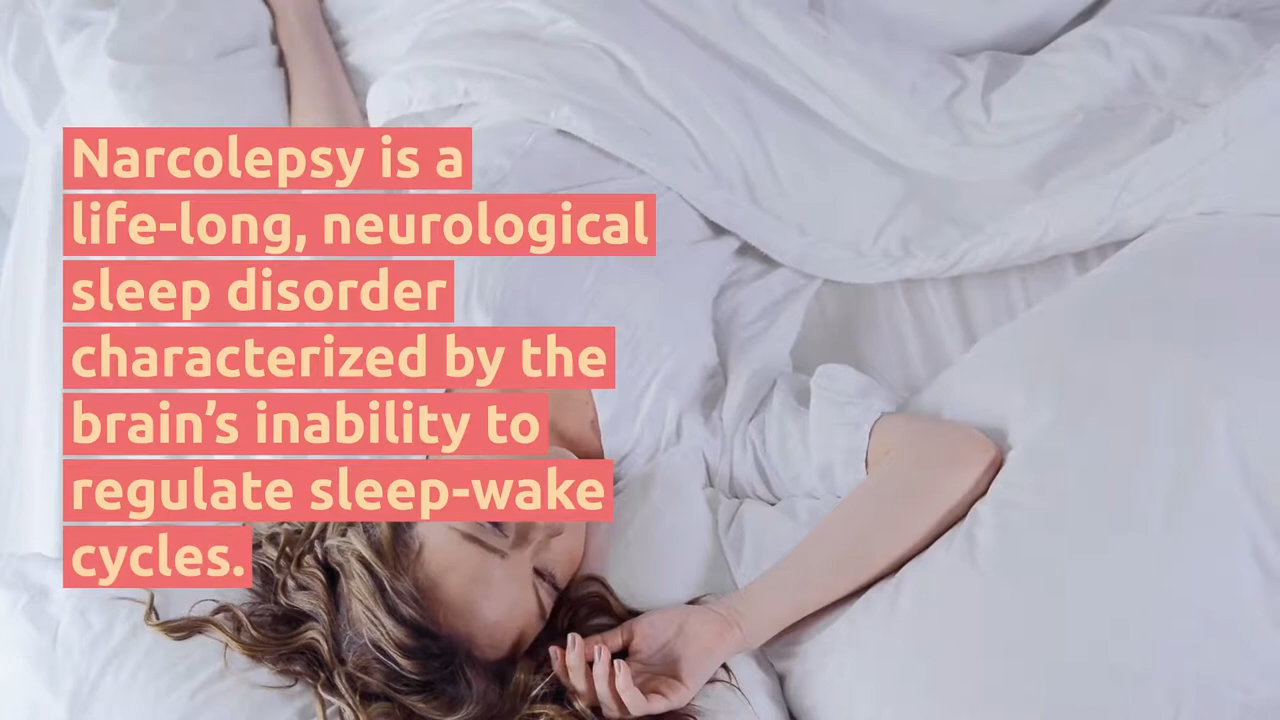 Narcolepsy is a
life-long, neurological
sleep disorder
characterized by the
brain’s inability to
regulate sleep-wake
cycles.